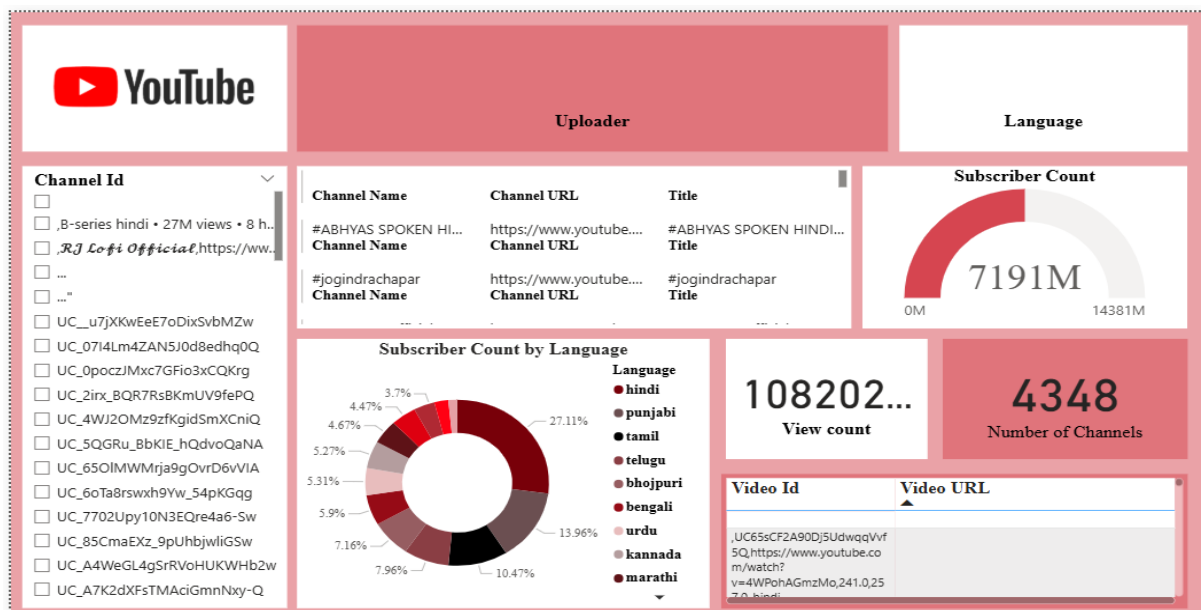 YouTube
Uploader
Language
Channel Id
,B-series hindi • 27M views • 8 h...
,𝓡𝓙 𝓛𝓸𝓯𝓲 𝓞𝓯𝓯𝓲𝓬𝓲𝓪𝓵,https://ww...
...
..."
UC__u7jXKwEeE7oDixSvbMZw
UC_07I4Lm4ZAN5J0d8edhq0Q
UC_0poczJMxc7GFio3xCQKrg
UC_2irx_BQR7RsBKmUV9fePQ
UC_4WJ2OMz9zfKgidSmXCniQ
UC_5QGRu_BbKIE_hQdvoQaNA
UC_65OlMWMrja9gOvrD6vVIA
UC_6oTa8rswxh9Yw_54pKGqg
UC_7702Upy10N3EQre4a6-Sw
UC_85CmaEXz_9pUhbjwliGSw
UC_A4WeGL4gSrRVoHUKWHb2w
UC_A7K2dXFsTMAciGmnNxy-Q
Channel Name Channel URL Title
#ABHYAS SPOKEN HI... https://www.youtube.... #ABHYAS SPOKEN HINDI...
Channel Name Channel URL Title
#jogindrachapar https://www.youtube.... #jogindrachapar
Channel Name Channel URL Title
Subscriber Count
7191M
0M 14381M
Subscriber Count by Language
27.11%
13.96%
10.47%
7.96%
7.16%
5.9%
5.31%
5.27%
4.67%
4.47%
3.7%
Language
hindi
punjabi
tamil
telugu
bhojpuri
bengali
urdu
kannada
marathi
108202...
View count
4348
Number of Channels
Video Id Video URL
,UC65sCF2A90Dj5UdwqqVvf
5Q,https://www.youtube.co
m/watch?
v=4WPohAGmzMo,241.0,25
7.0, hindi